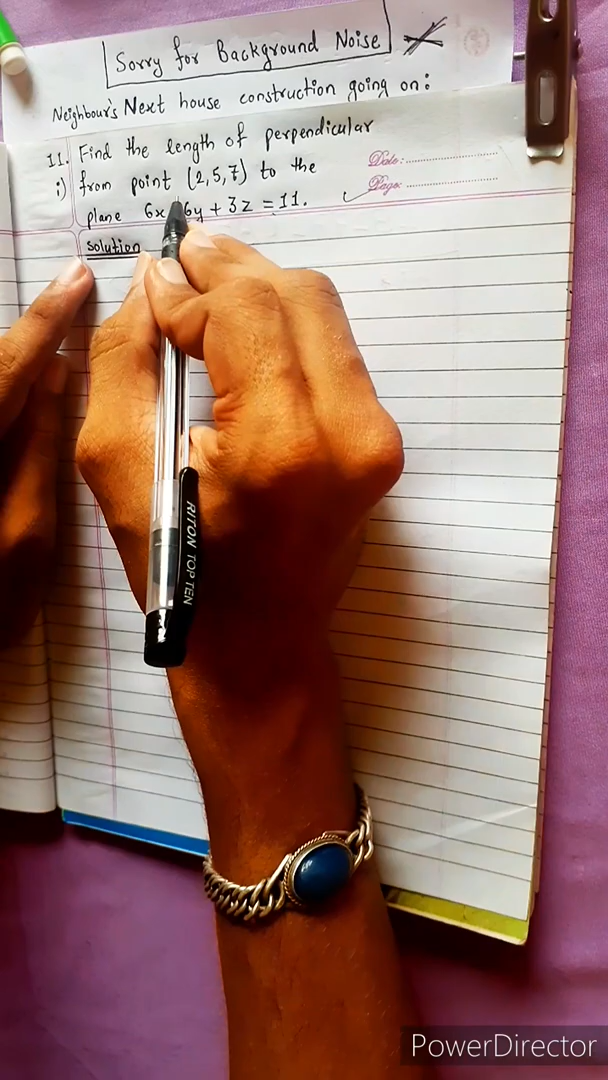 Sorry for Background Noise
Neighbour's Next house construction going on:
11. Find the length of perpendicular
i) from point (2,5,7) to the
plane 6x 6y + 3z = 11.
Date:
Page:
solution
RITON TOP TEN
PowerDirector